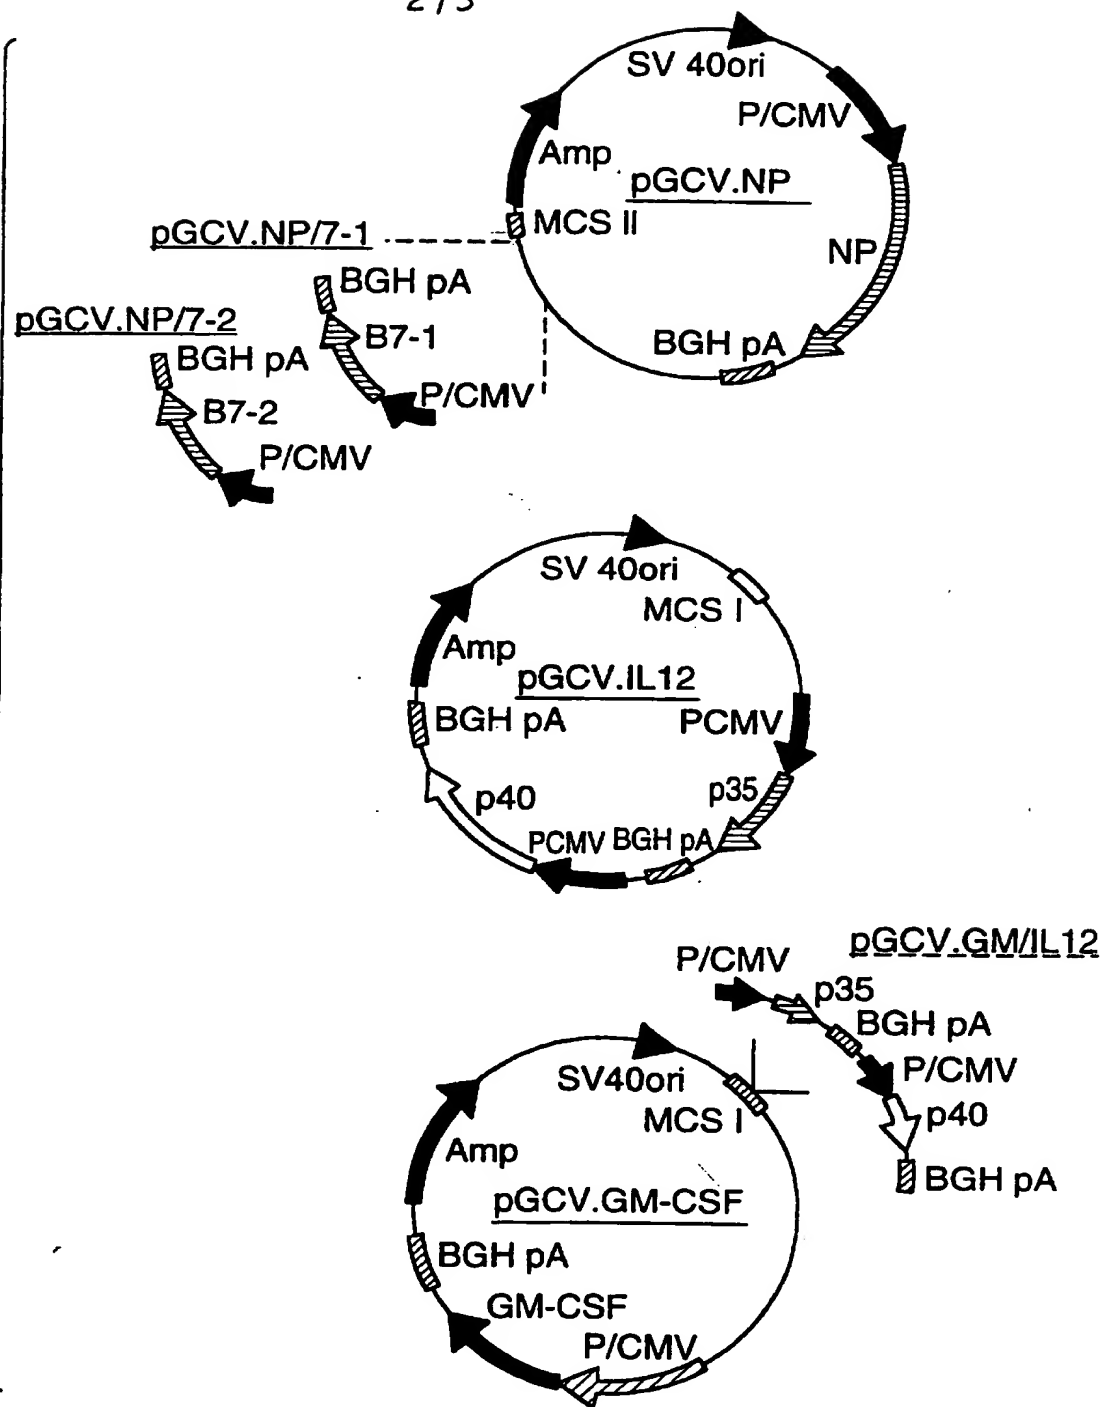 2/3
SV 40ori
P/CMV
Amp
pGCV.NP
MCS II
NP
BGH pA
pGCV.NP/7-1
BGH pA
B7-1
P/CMV
pGCV.NP/7-2
BGH pA
B7-2
P/CMV
SV 40ori
MCS I
Amp
pGCV.IL12
BGH pA
PCMV
p40
p35
PCMV BGH pA
pGCV.GM/IL12
P/CMV
p35
BGH pA
P/CMV
p40
BGH pA
SV40ori
MCS I
Amp
pGCV.GM-CSF
BGH pA
GM-CSF
P/CMV